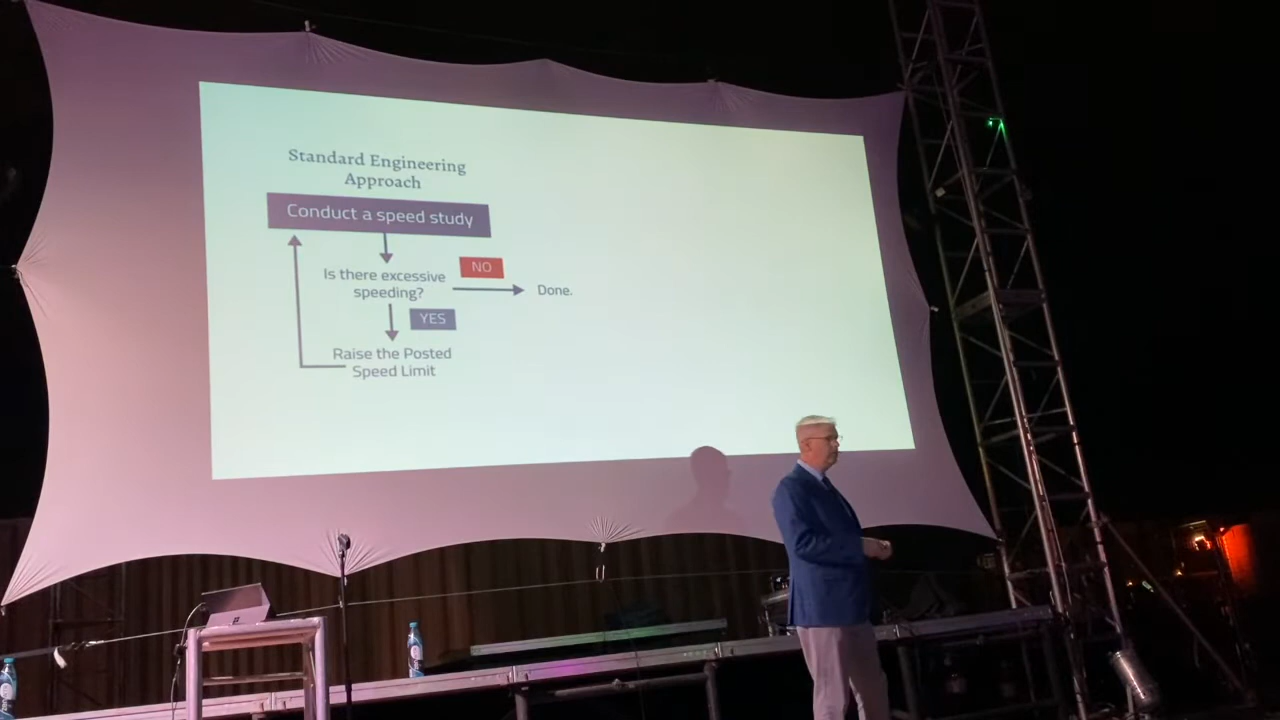 Standard Engineering
Approach
Conduct a speed study
Is there excessive
speeding?
NO
Done.
YES
Raise the Posted
Speed Limit